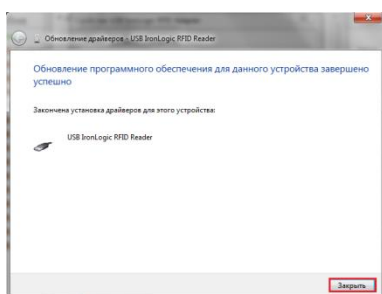 Обновление драйверов - USB IronLogic RFID Reader
Обновление программного обеспечения для данного устройства завершено
успешно
Закончена установка драйверов для этого устройства:
USB IronLogic RFID Reader
Закрыть